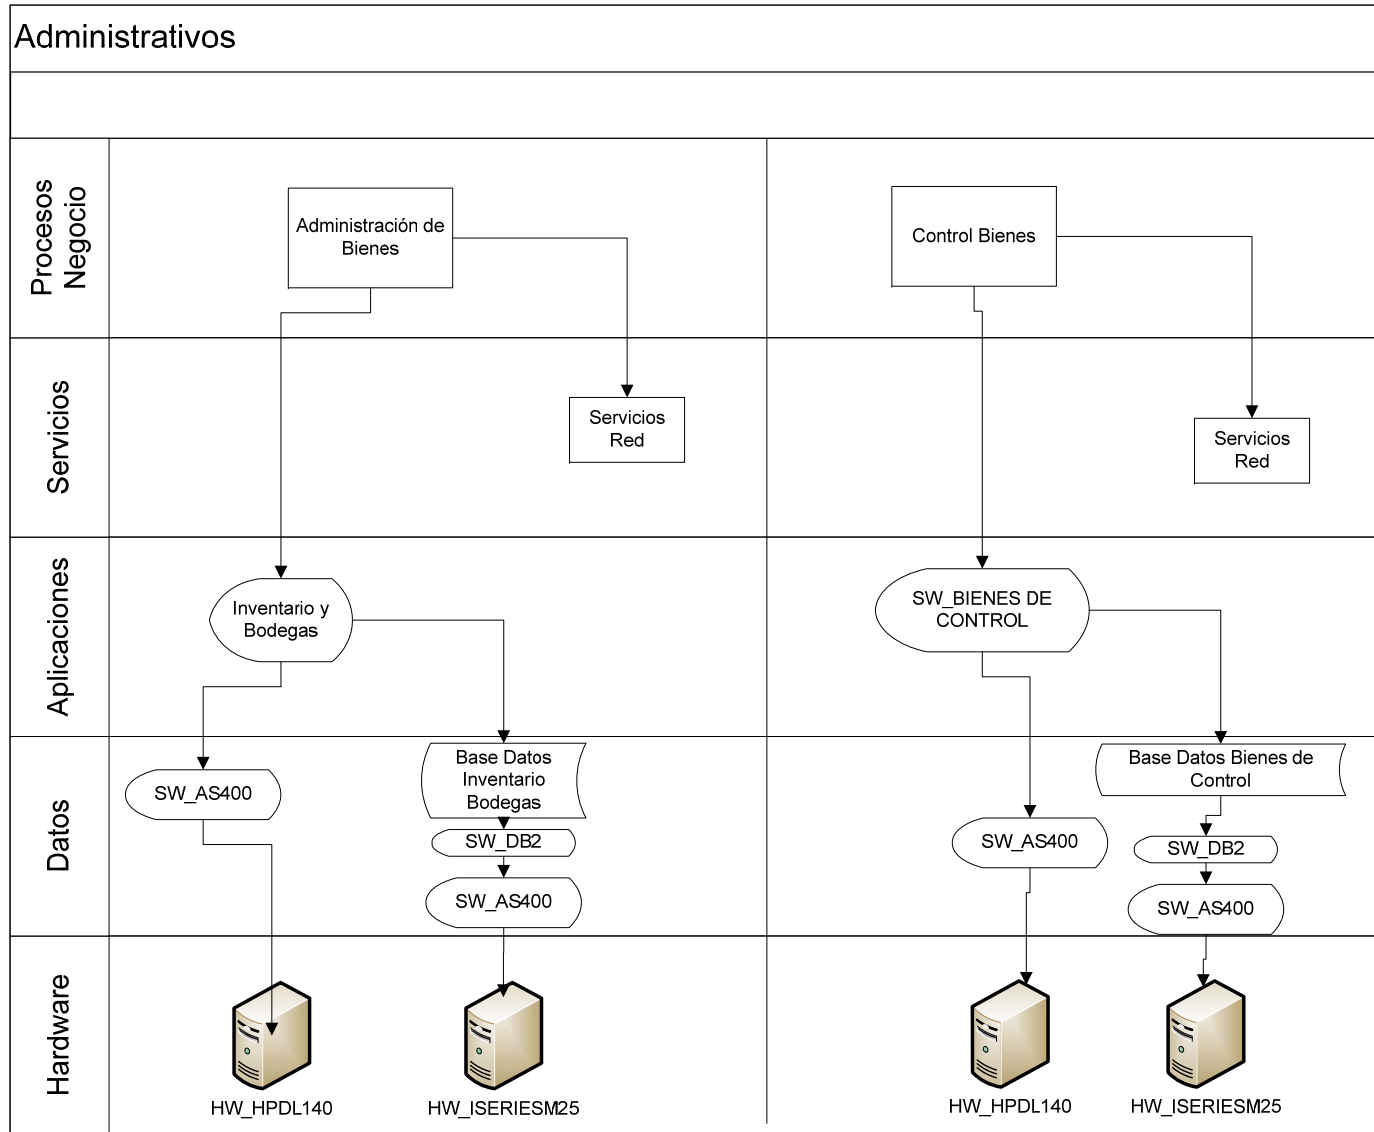 Administrativos
Procesos
Negocio
Administración de
Bienes
Control Bienes
Servicios
Servicios
Red
Servicios
Red
Aplicaciones
Inventario y
Bodegas
SW_BIENES DE
CONTROL
Datos
SW_AS400
Base Datos
Inventario
Bodegas
SW_DB2
SW_AS400
SW_AS400
Base Datos Bienes de
Control
SW_DB2
SW_AS400
Hardware
HW_HPDL140
HW_ISERIESM25
HW_HPDL140
HW_ISERIESM25